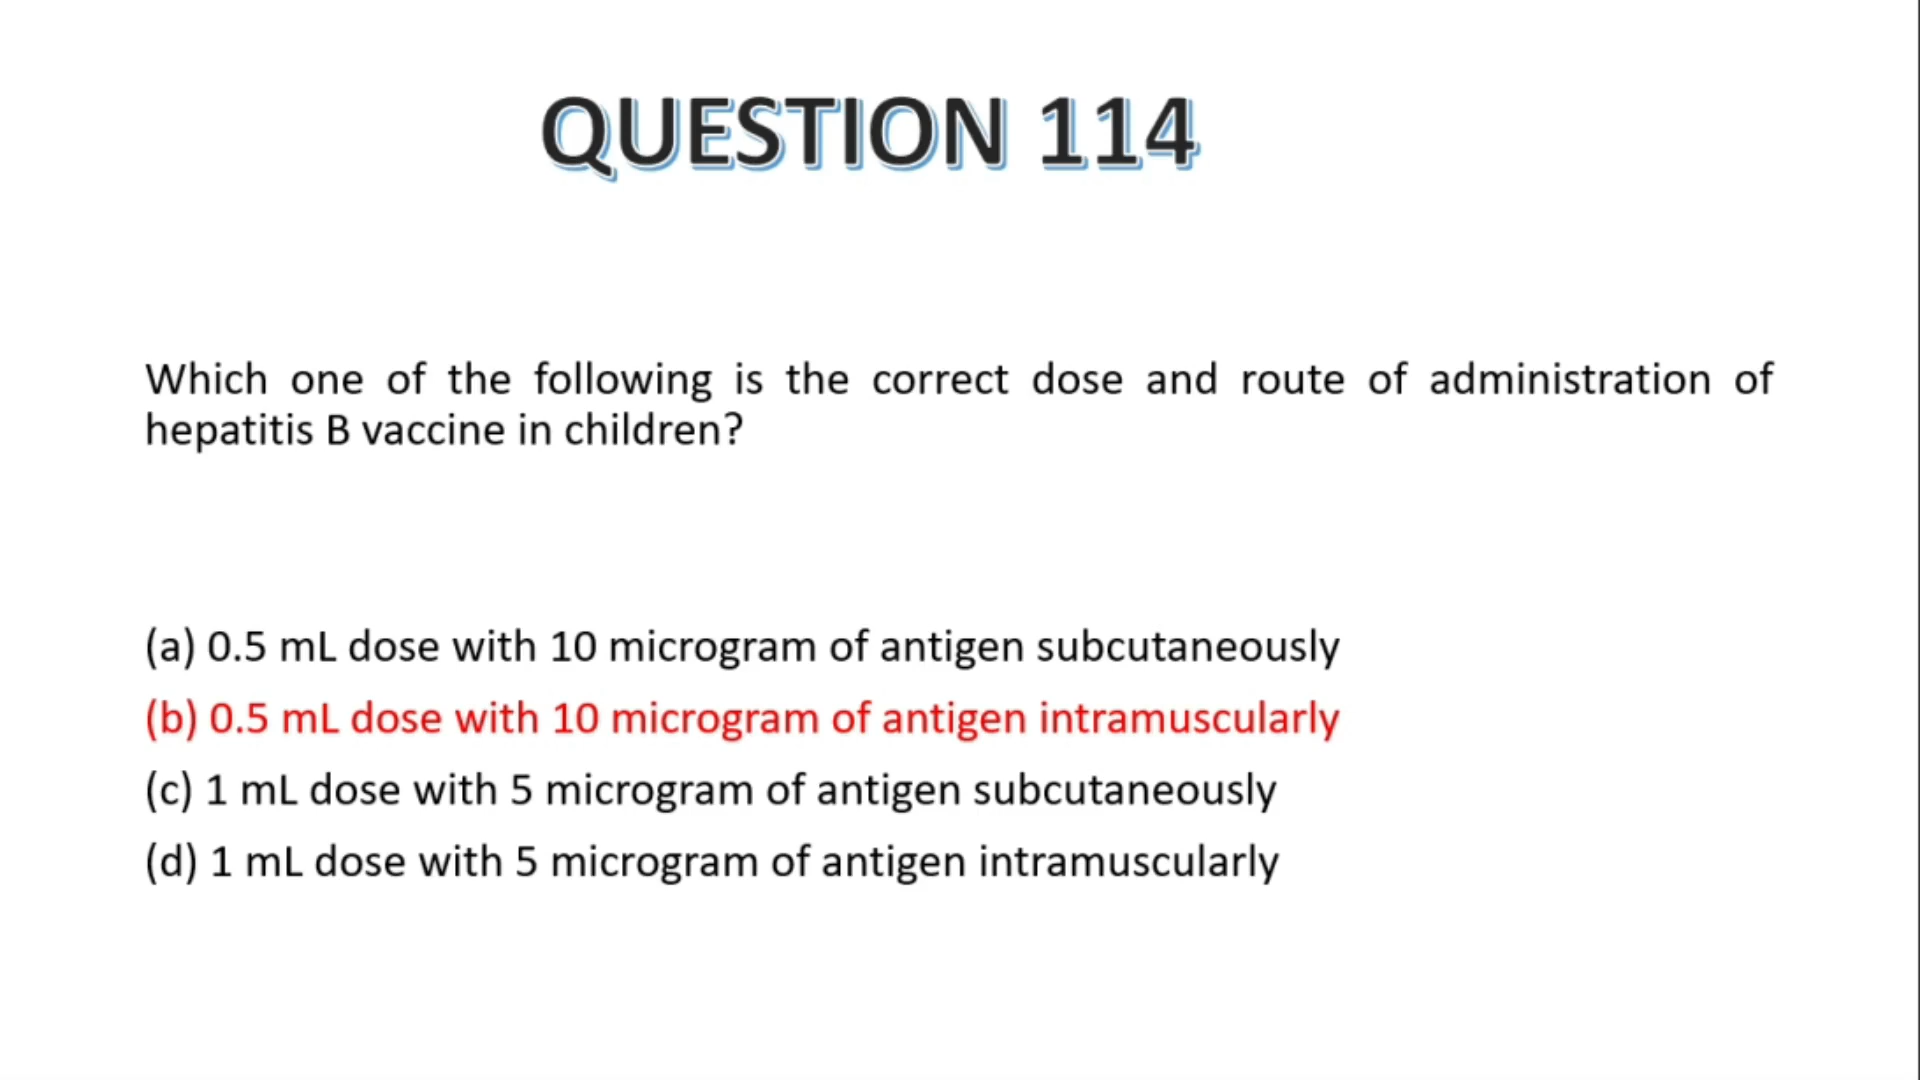 QUESTION 114
Which one of the following is the correct dose and route of administration of
hepatitis B vaccine in children?
(a) 0.5 mL dose with 10 microgram of antigen subcutaneously
(b) 0.5 mL dose with 10 microgram of antigen intramuscularly
(c) 1 mL dose with 5 microgram of antigen subcutaneously
(d) 1 mL dose with 5 microgram of antigen intramuscularly